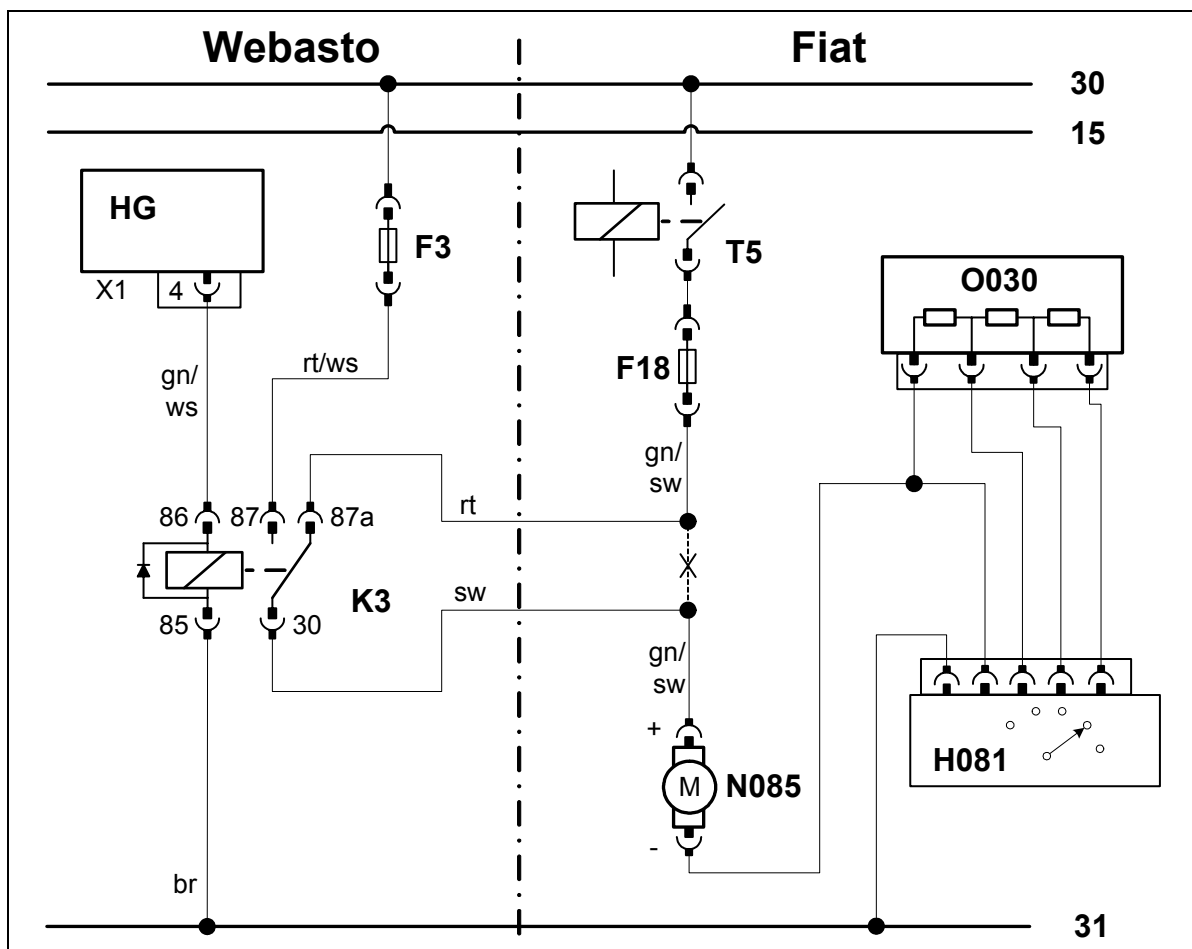 Webasto
Fiat
30
15
HG
X1
4
F3
T5
O030
F18
rt/ws
gn/
ws
gn/
sw
rt
86
87
87a
K3
85
30
sw
gn/
sw
+
M
N085
-
H081
br
31